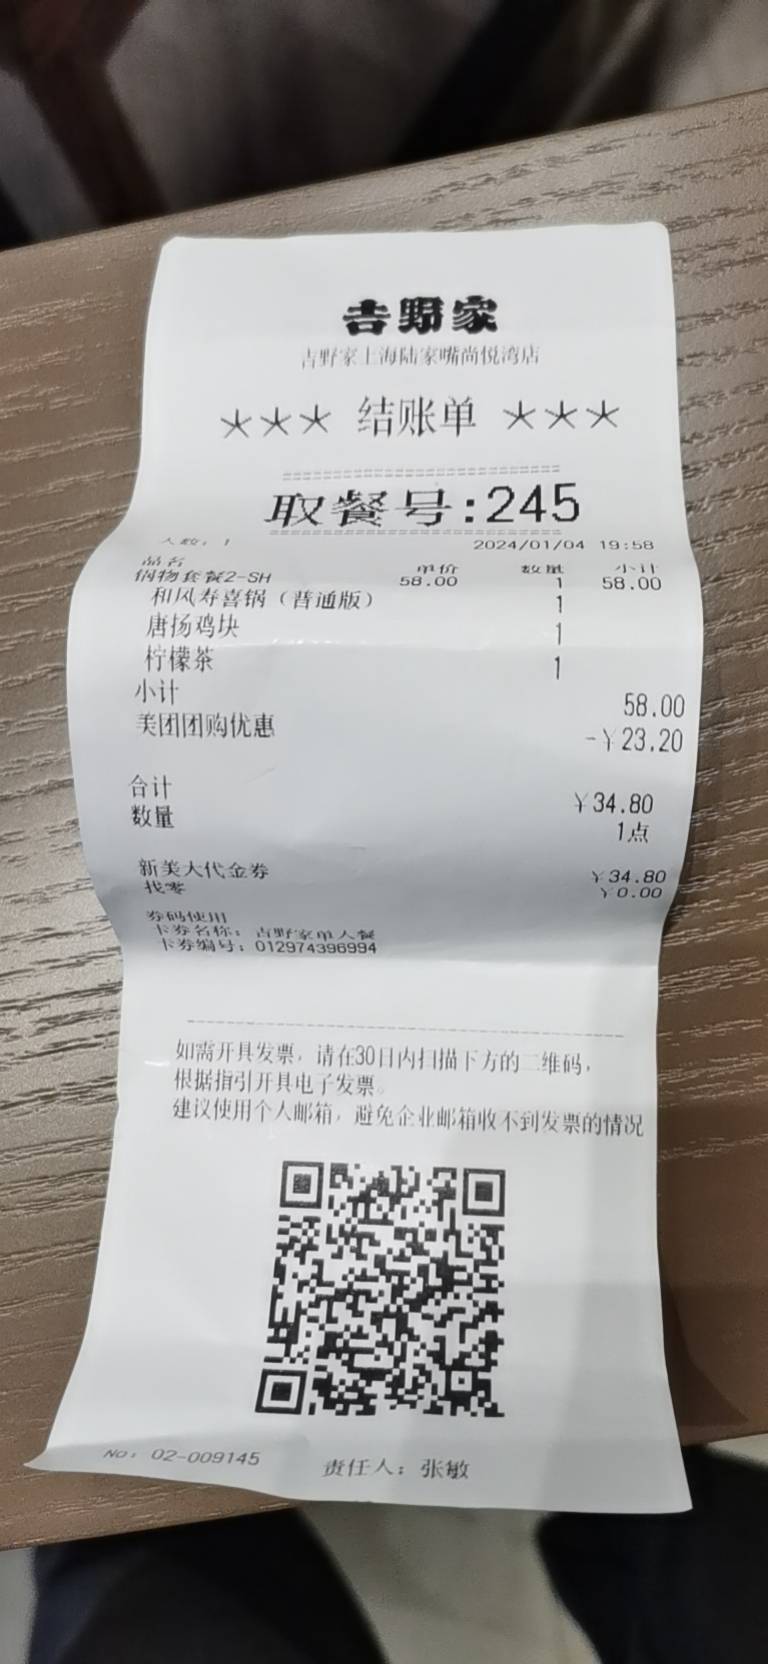 吉野家
吉野家上海陆家嘴尚悦湾店
*** 结账单 ***
取餐号:245
人数: 1 2024/01/04 19:58
品名 单价 数量 小计
锅物套餐2-SH 58.00 1 58.00
和风寿喜锅（普通版） 1
唐扬鸡块 1
柠檬茶 1
小计 58.00
美团团购优惠 -¥23.20
合计 ¥34.80
数量 1点
新美大代金券 ¥34.80
找零 ¥0.00
券码使用
卡券名称: 吉野家单人餐
卡券编号: 012974396994
如需开具发票，请在30日内扫描下方的二维码，
根据指引开具电子发票。
建议使用个人邮箱，避免企业邮箱收不到发票的情况
No: 02-009145 责任人: 张敏